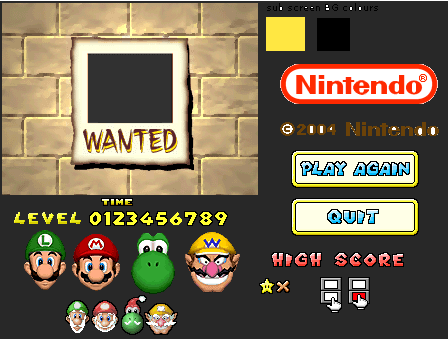 sub screen BG colours
Nintendo®
©2004 Nintendo
WANTED
PLAY AGAIN
TIME
LEVEL 0123456789
QUIT
L M W
HIGH SCORE